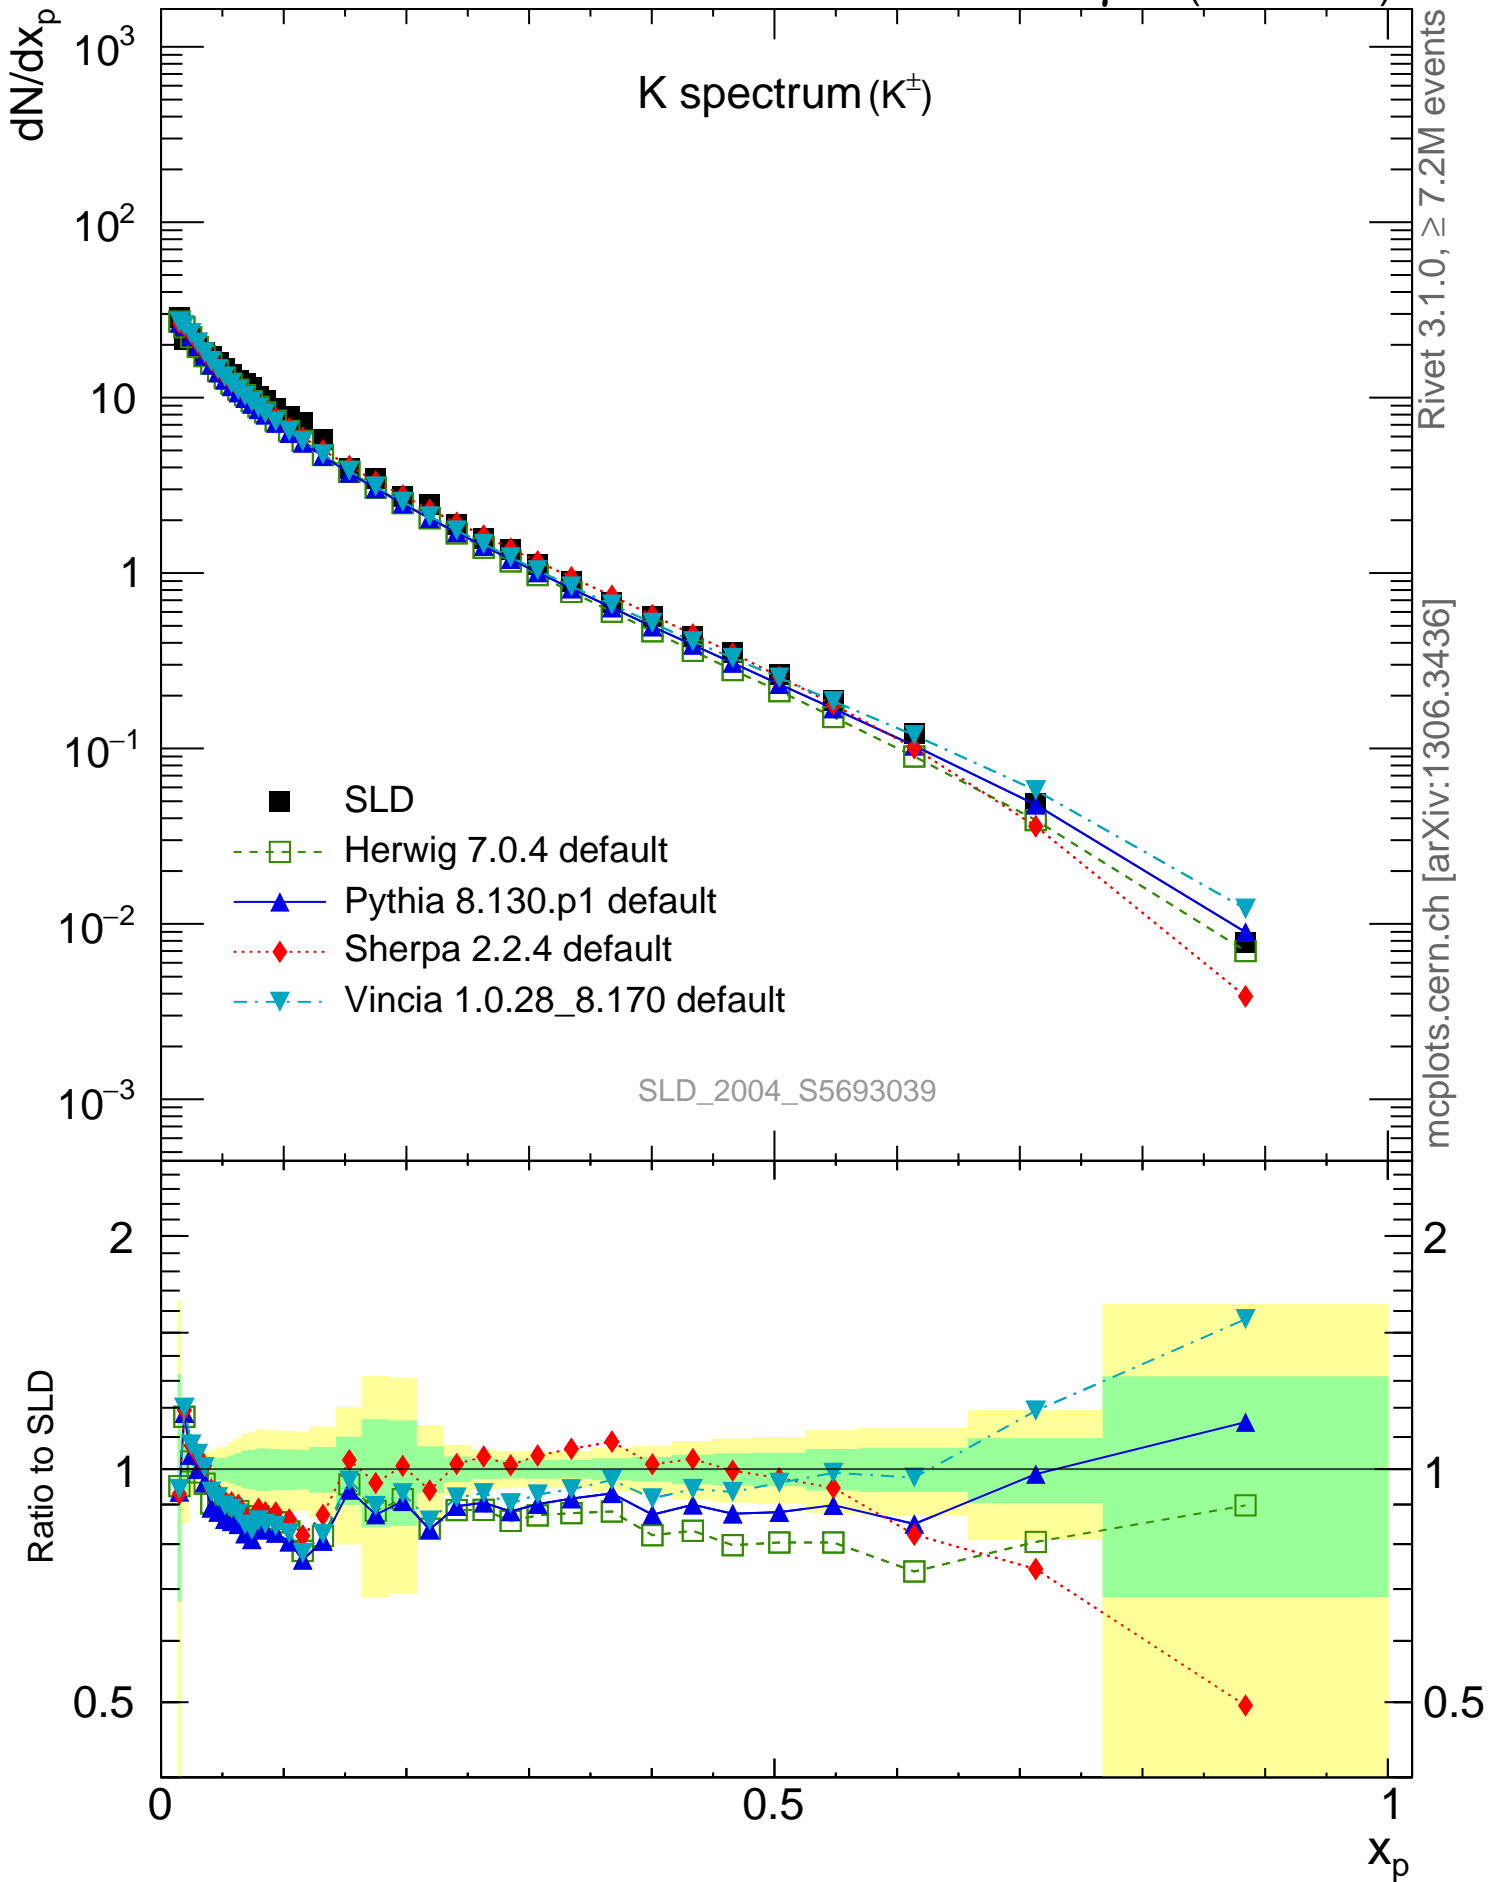 dN/dx_p
K spectrum (K^±)
10^3
10^2
10
1
10^−1
10^−2
10^−3
SLD
Herwig 7.0.4 default
Pythia 8.130.p1 default
Sherpa 2.2.4 default
Vincia 1.0.28_8.170 default
SLD_2004_S5693039
Rivet 3.1.0, ≥ 7.2M events
mcplots.cern.ch [arXiv:1306.3436]
Ratio to SLD
2
1
0.5
2
1
0.5
0
0.5
1
x_p